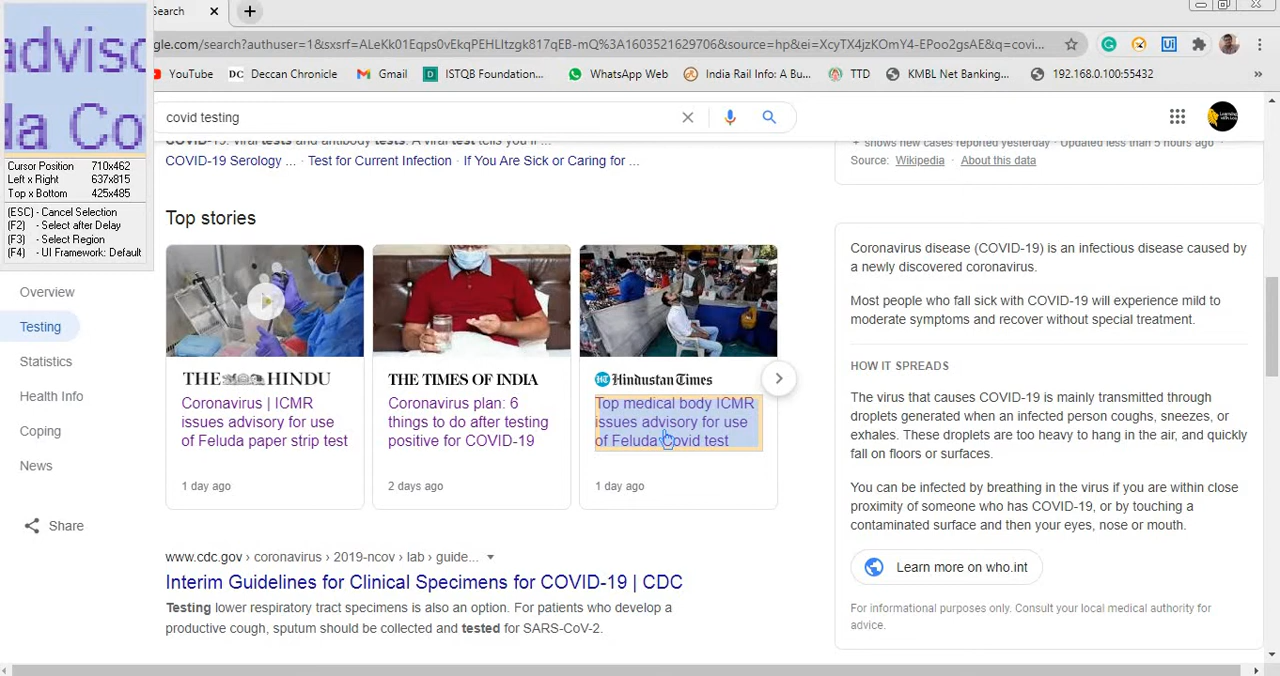 Search
gle.com/search?authuser=1&sxsrf=ALeKk01Eqps0vEkqPEHLItzgk817qEB-mQ%3A1603521629706&source=hp&ei=XcyTX4jzKOmY4-EPoo2gsAE&q=covi...
YouTube
DC Deccan Chronicle
Gmail
ISTQB Foundation...
WhatsApp Web
India Rail Info: A Bu...
TTD
KMBL Net Banking...
192.168.0.100:55432
»
advisc
da Co
Cursor Position 710x462
Left x Right 637x815
Top x Bottom 425x485
(ESC) - Cancel Selection
(F2) - Select after Delay
(F3) - Select Region
(F4) - UI Framework: Default
covid testing
COVID-19: viral tests and antibody tests. A viral test tells you if ...
COVID-19 Serology ... · Test for Current Infection · If You Are Sick or Caring for ...
shows new cases reported yesterday · Updated less than 5 hours ago
Source: Wikipedia · About this data
Overview
Testing
Statistics
Health Info
Coping
News
Share
Top stories
THE HINDU
Coronavirus | ICMR
issues advisory for use
of Feluda paper strip test
1 day ago
THE TIMES OF INDIA
Coronavirus plan: 6
things to do after testing
positive for COVID-19
2 days ago
HT Hindustan Times
Top medical body ICMR
issues advisory for use
of Feluda Covid test
1 day ago
www.cdc.gov › coronavirus › 2019-ncov › lab › guide...
Interim Guidelines for Clinical Specimens for COVID-19 | CDC
Testing lower respiratory tract specimens is also an option. For patients who develop a
productive cough, sputum should be collected and tested for SARS-CoV-2.
Coronavirus disease (COVID-19) is an infectious disease caused by
a newly discovered coronavirus.
Most people who fall sick with COVID-19 will experience mild to
moderate symptoms and recover without special treatment.
HOW IT SPREADS
The virus that causes COVID-19 is mainly transmitted through
droplets generated when an infected person coughs, sneezes, or
exhales. These droplets are too heavy to hang in the air, and quickly
fall on floors or surfaces.
You can be infected by breathing in the virus if you are within close
proximity of someone who has COVID-19, or by touching a
contaminated surface and then your eyes, nose or mouth.
Learn more on who.int
For informational purposes only. Consult your local medical authority for
advice.